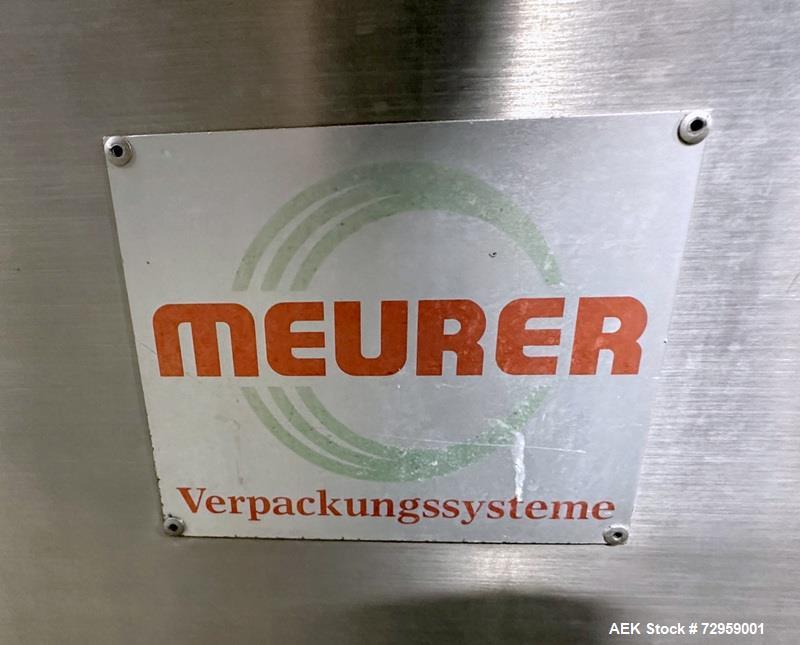 MEURER
Verpackungssysteme
AEK Stock # 72959001